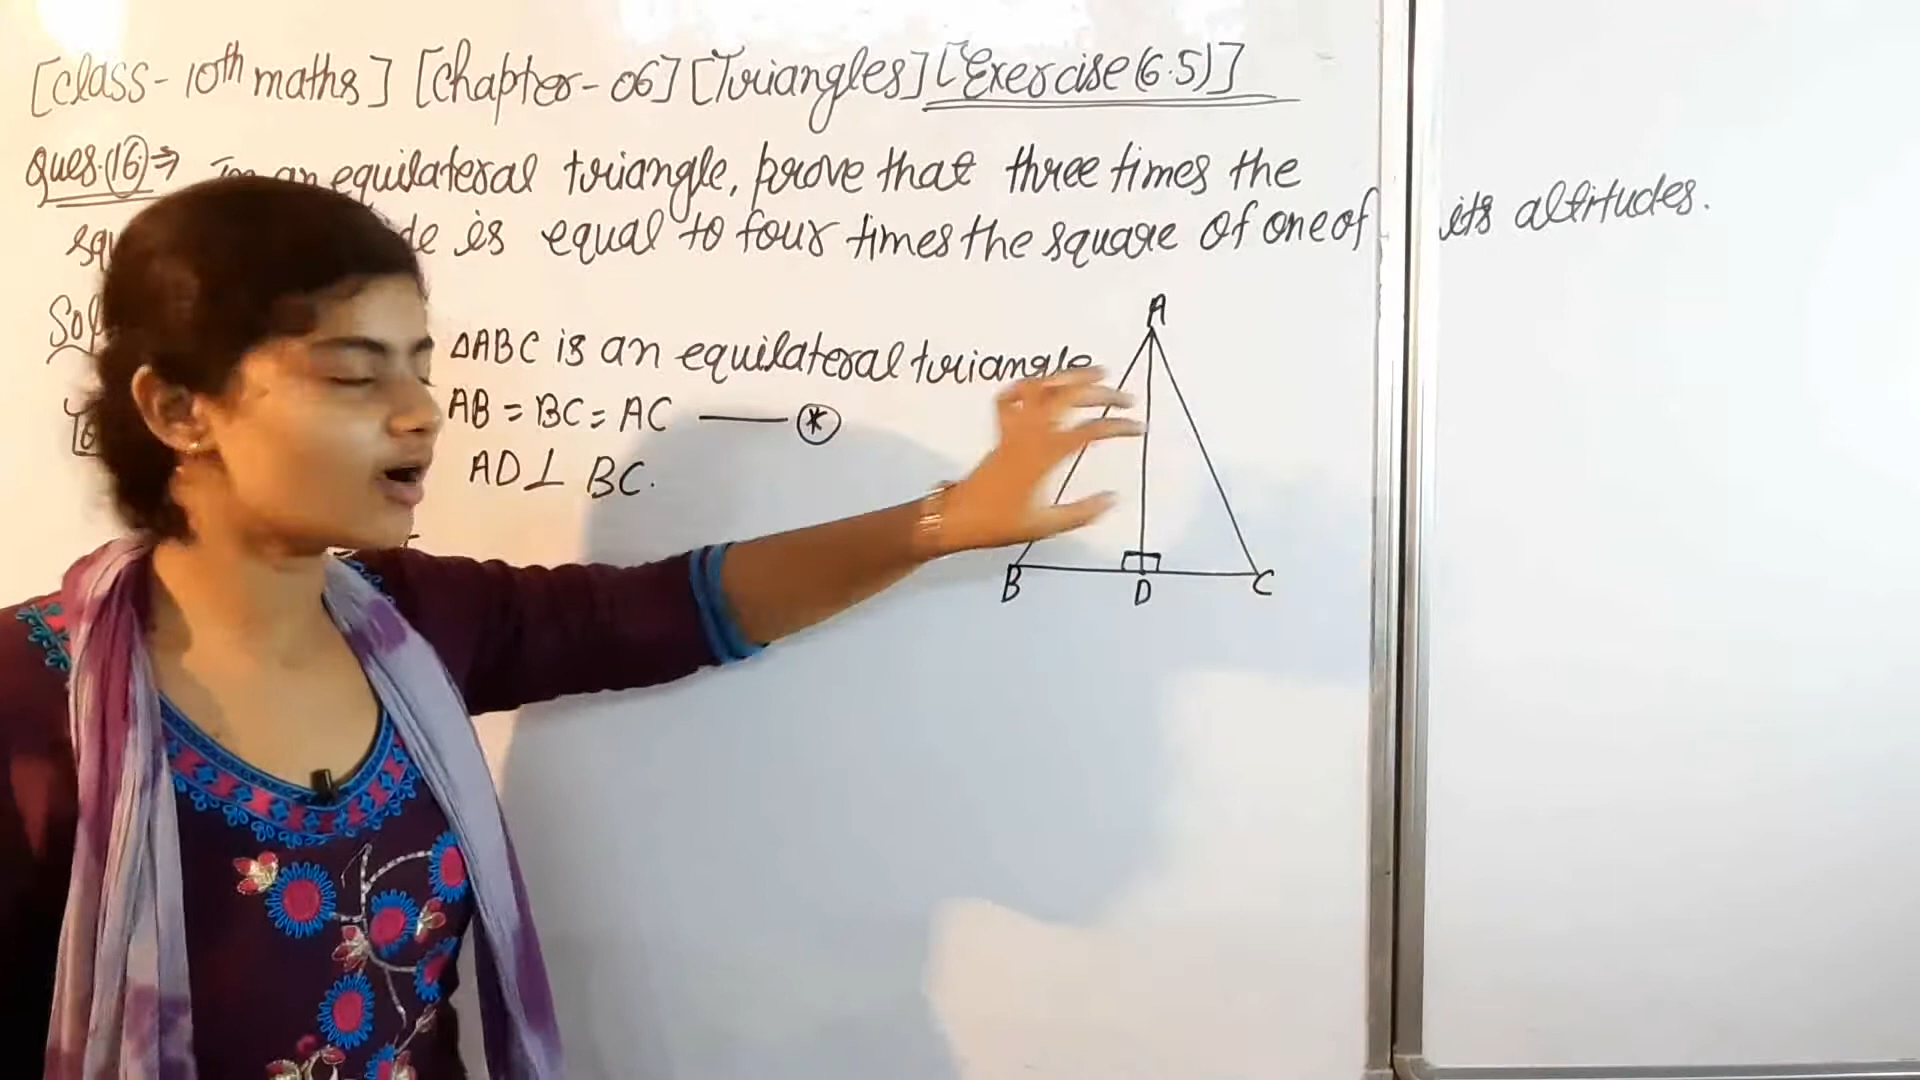 [Class-10th maths] [Chapter-06] [Triangles] [Exercise(6.5)]
Ques.(16)⇒ equilateral triangle, prove that three times the
is equal to four times the square of one of its altitudes.
ΔABC is an equilateral triangle
AB = BC = AC —— (*)
AD⊥ BC.
A
B
D
C